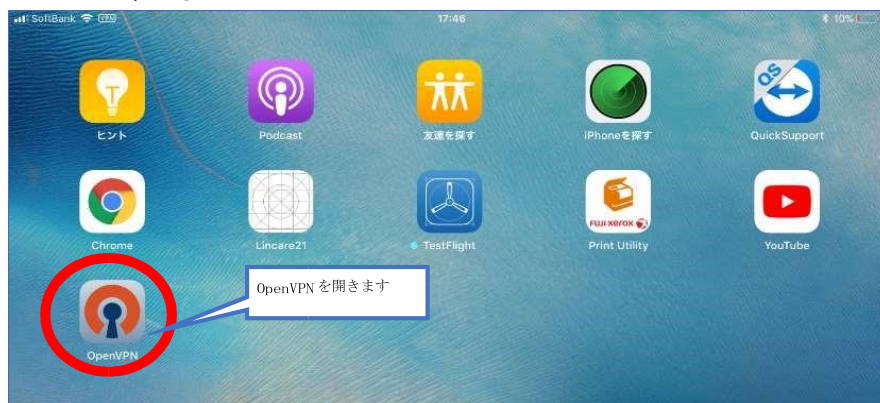 SoftBank VPN 17:46 10%
QS
ヒント Podcast 友達を探す iPhoneを探す QuickSupport
FUJI XEROX
Chrome Lincare21 TestFlight Print Utility YouTube
OpenVPN を開きます
OpenVPN